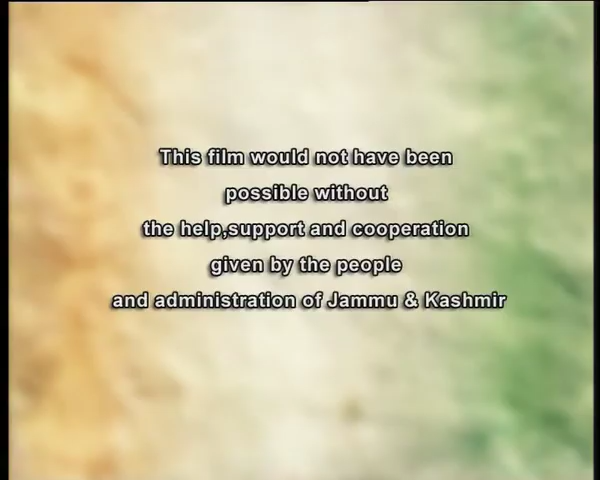 This film would not have been
possible without
the help,support and cooperation
given by the people
and administration of Jammu & Kashmir